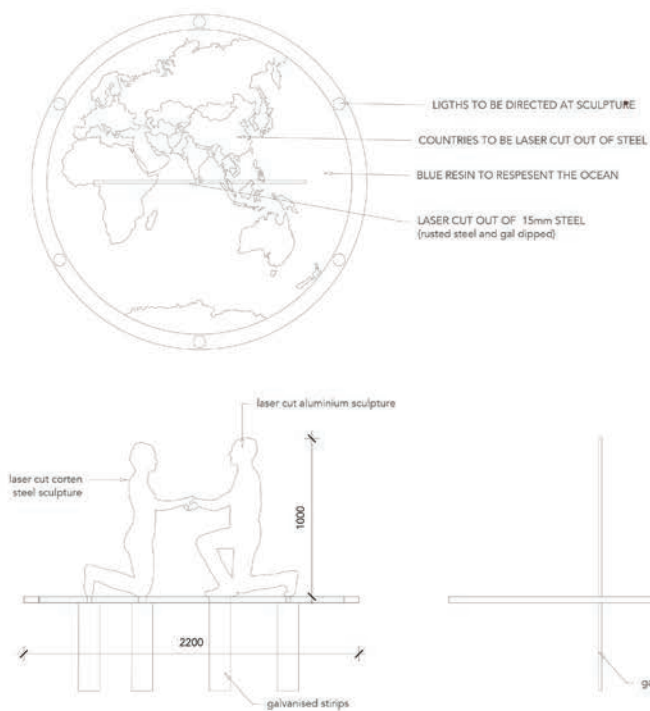 LIGTHS TO BE DIRECTED AT SCULPTURE
COUNTRIES TO BE LASER CUT OUT OF STEEL
BLUE RESIN TO RESPESENT THE OCEAN
LASER CUT OUT OF 15mm STEEL
(rusted steel and gal dipped)
laser cut aluminium sculpture
laser cut corten
steel sculpture
1000
2200
galvanised stirips
ga